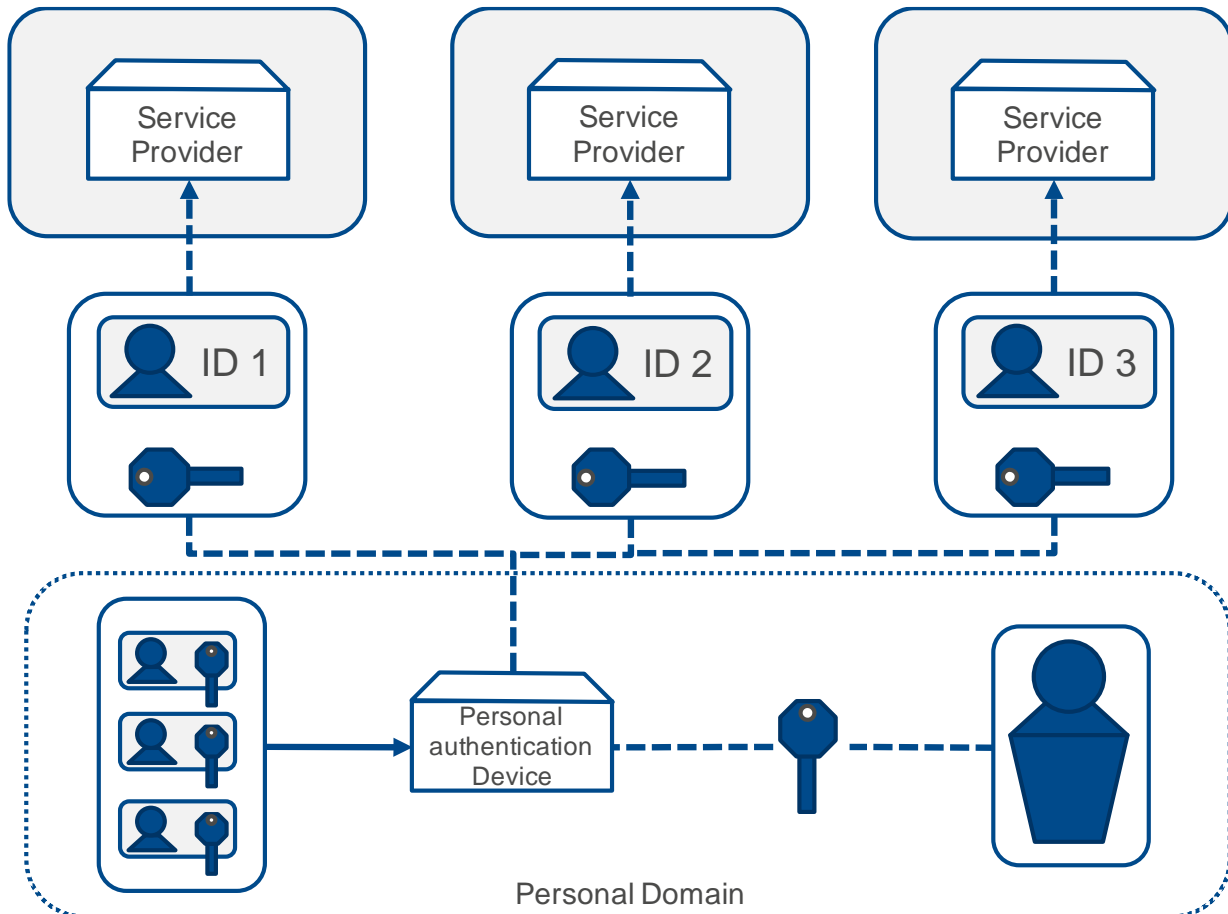 Service
Provider
Service
Provider
Service
Provider
ID 1
ID 2
ID 3
Personal
authentication
Device
Personal Domain